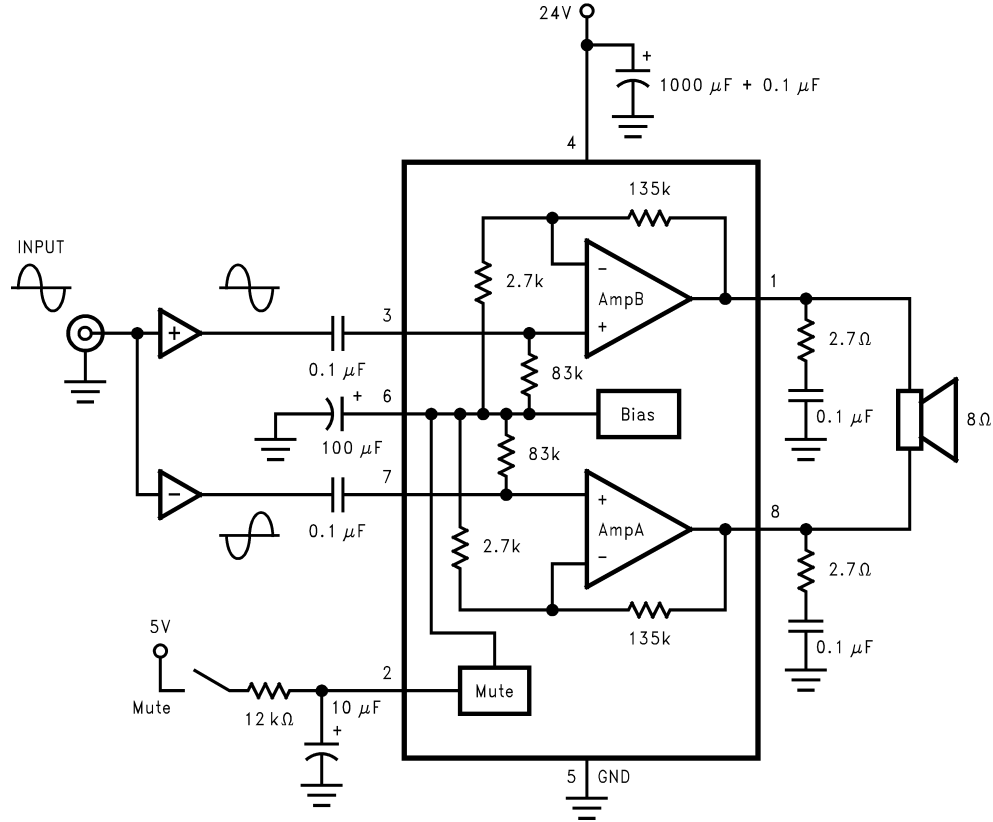 24V
+
1000 µF + 0.1 µF
4
135k
INPUT
2.7k
−
AmpB
+
1
3
+
0.1 µF
83k
2.7Ω
0.1 µF
6
+
100 µF
Bias
8Ω
83k
7
−
0.1 µF
+
AmpA
−
8
2.7k
2.7Ω
0.1 µF
135k
5V
Mute
12kΩ
2
10 µF
+
Mute
5 GND